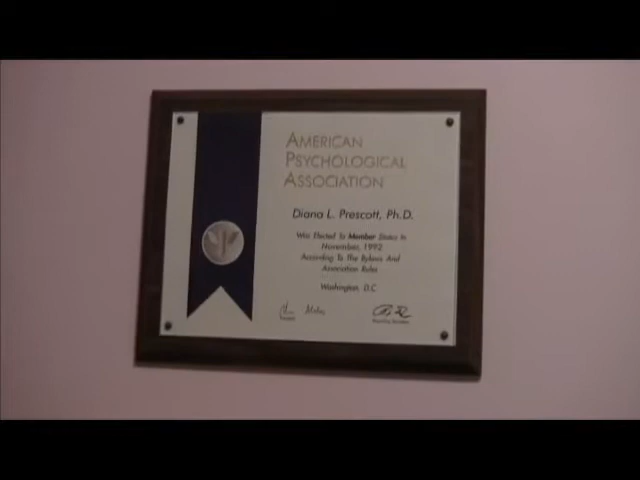 AMERICAN
PSYCHOLOGICAL
ASSOCIATION
Diana L. Prescott, Ph.D.
Was Elected To Member Status In
November, 1992
According To The Bylaws And
Association Rules
Washington, D.C.